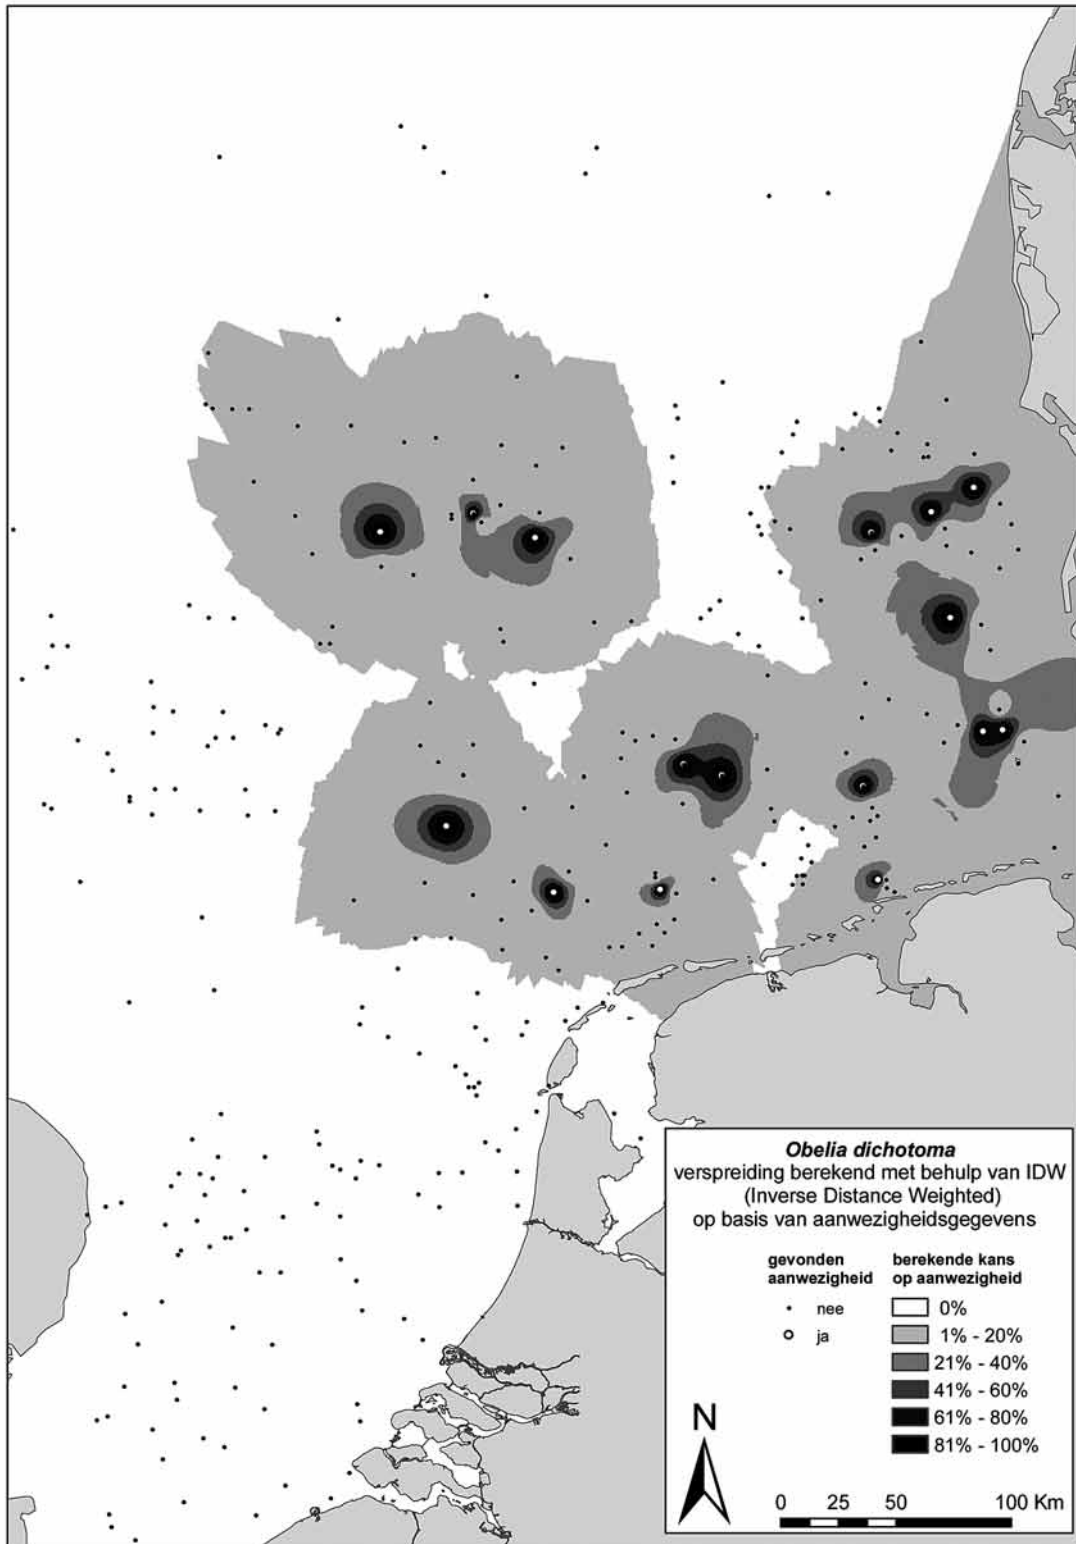 Obelia dichotoma
verspreiding berekend met behulp van IDW
(Inverse Distance Weighted)
op basis van aanwezigheidsgegevens
gevonden
aanwezigheid
nee
ja
berekende kans
op aanwezigheid
0%
1% - 20%
21% - 40%
41% - 60%
61% - 80%
81% - 100%
N
0 25 50 100 Km